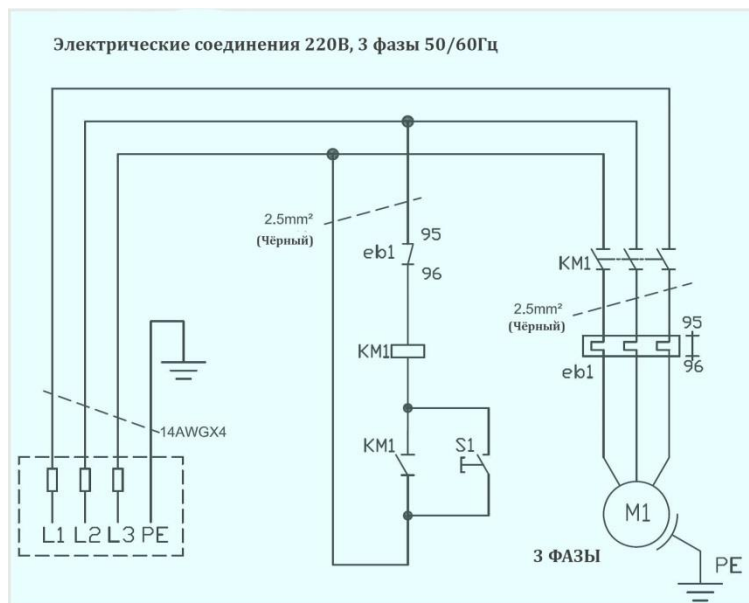 Электрические соединения 220В, 3 фазы 50/60Гц
2.5mm²
(Чёрный)
95
eb1
96
KM1
2.5mm²
(Чёрный)
95
96
eb1
KM1
14AWGX4
KM1
S1
L1 L2 L3 PE
M1
3 ФАЗЫ
PE